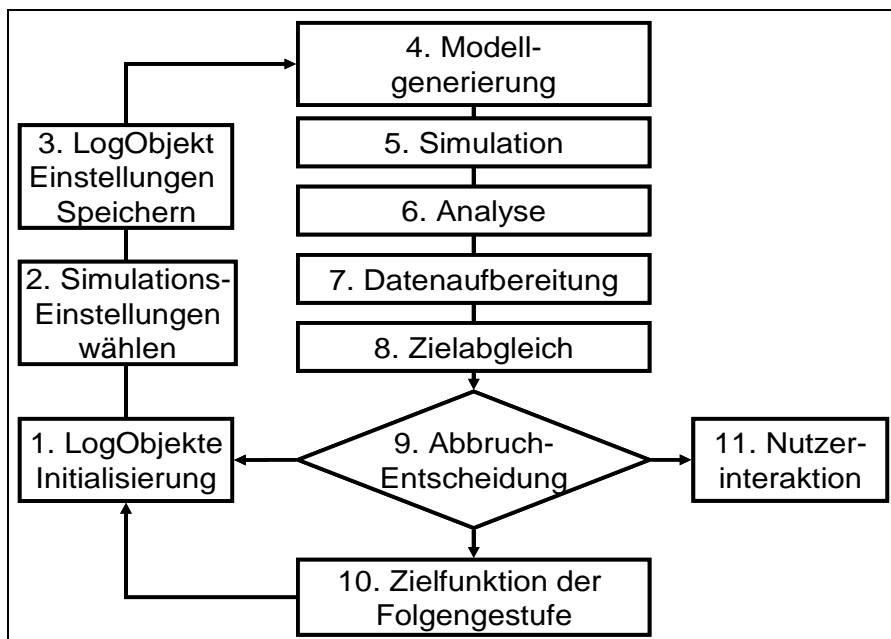 4. Modell-
generierung
3. LogObjekt
Einstellungen
Speichern
5. Simulation
6. Analyse
2. Simulations-
Einstellungen
wählen
7. Datenaufbereitung
8. Zielabgleich
1. LogObjekte
Initialisierung
9. Abbruch-
Entscheidung
11. Nutzer-
interaktion
10. Zielfunktion der
Folgengestufe